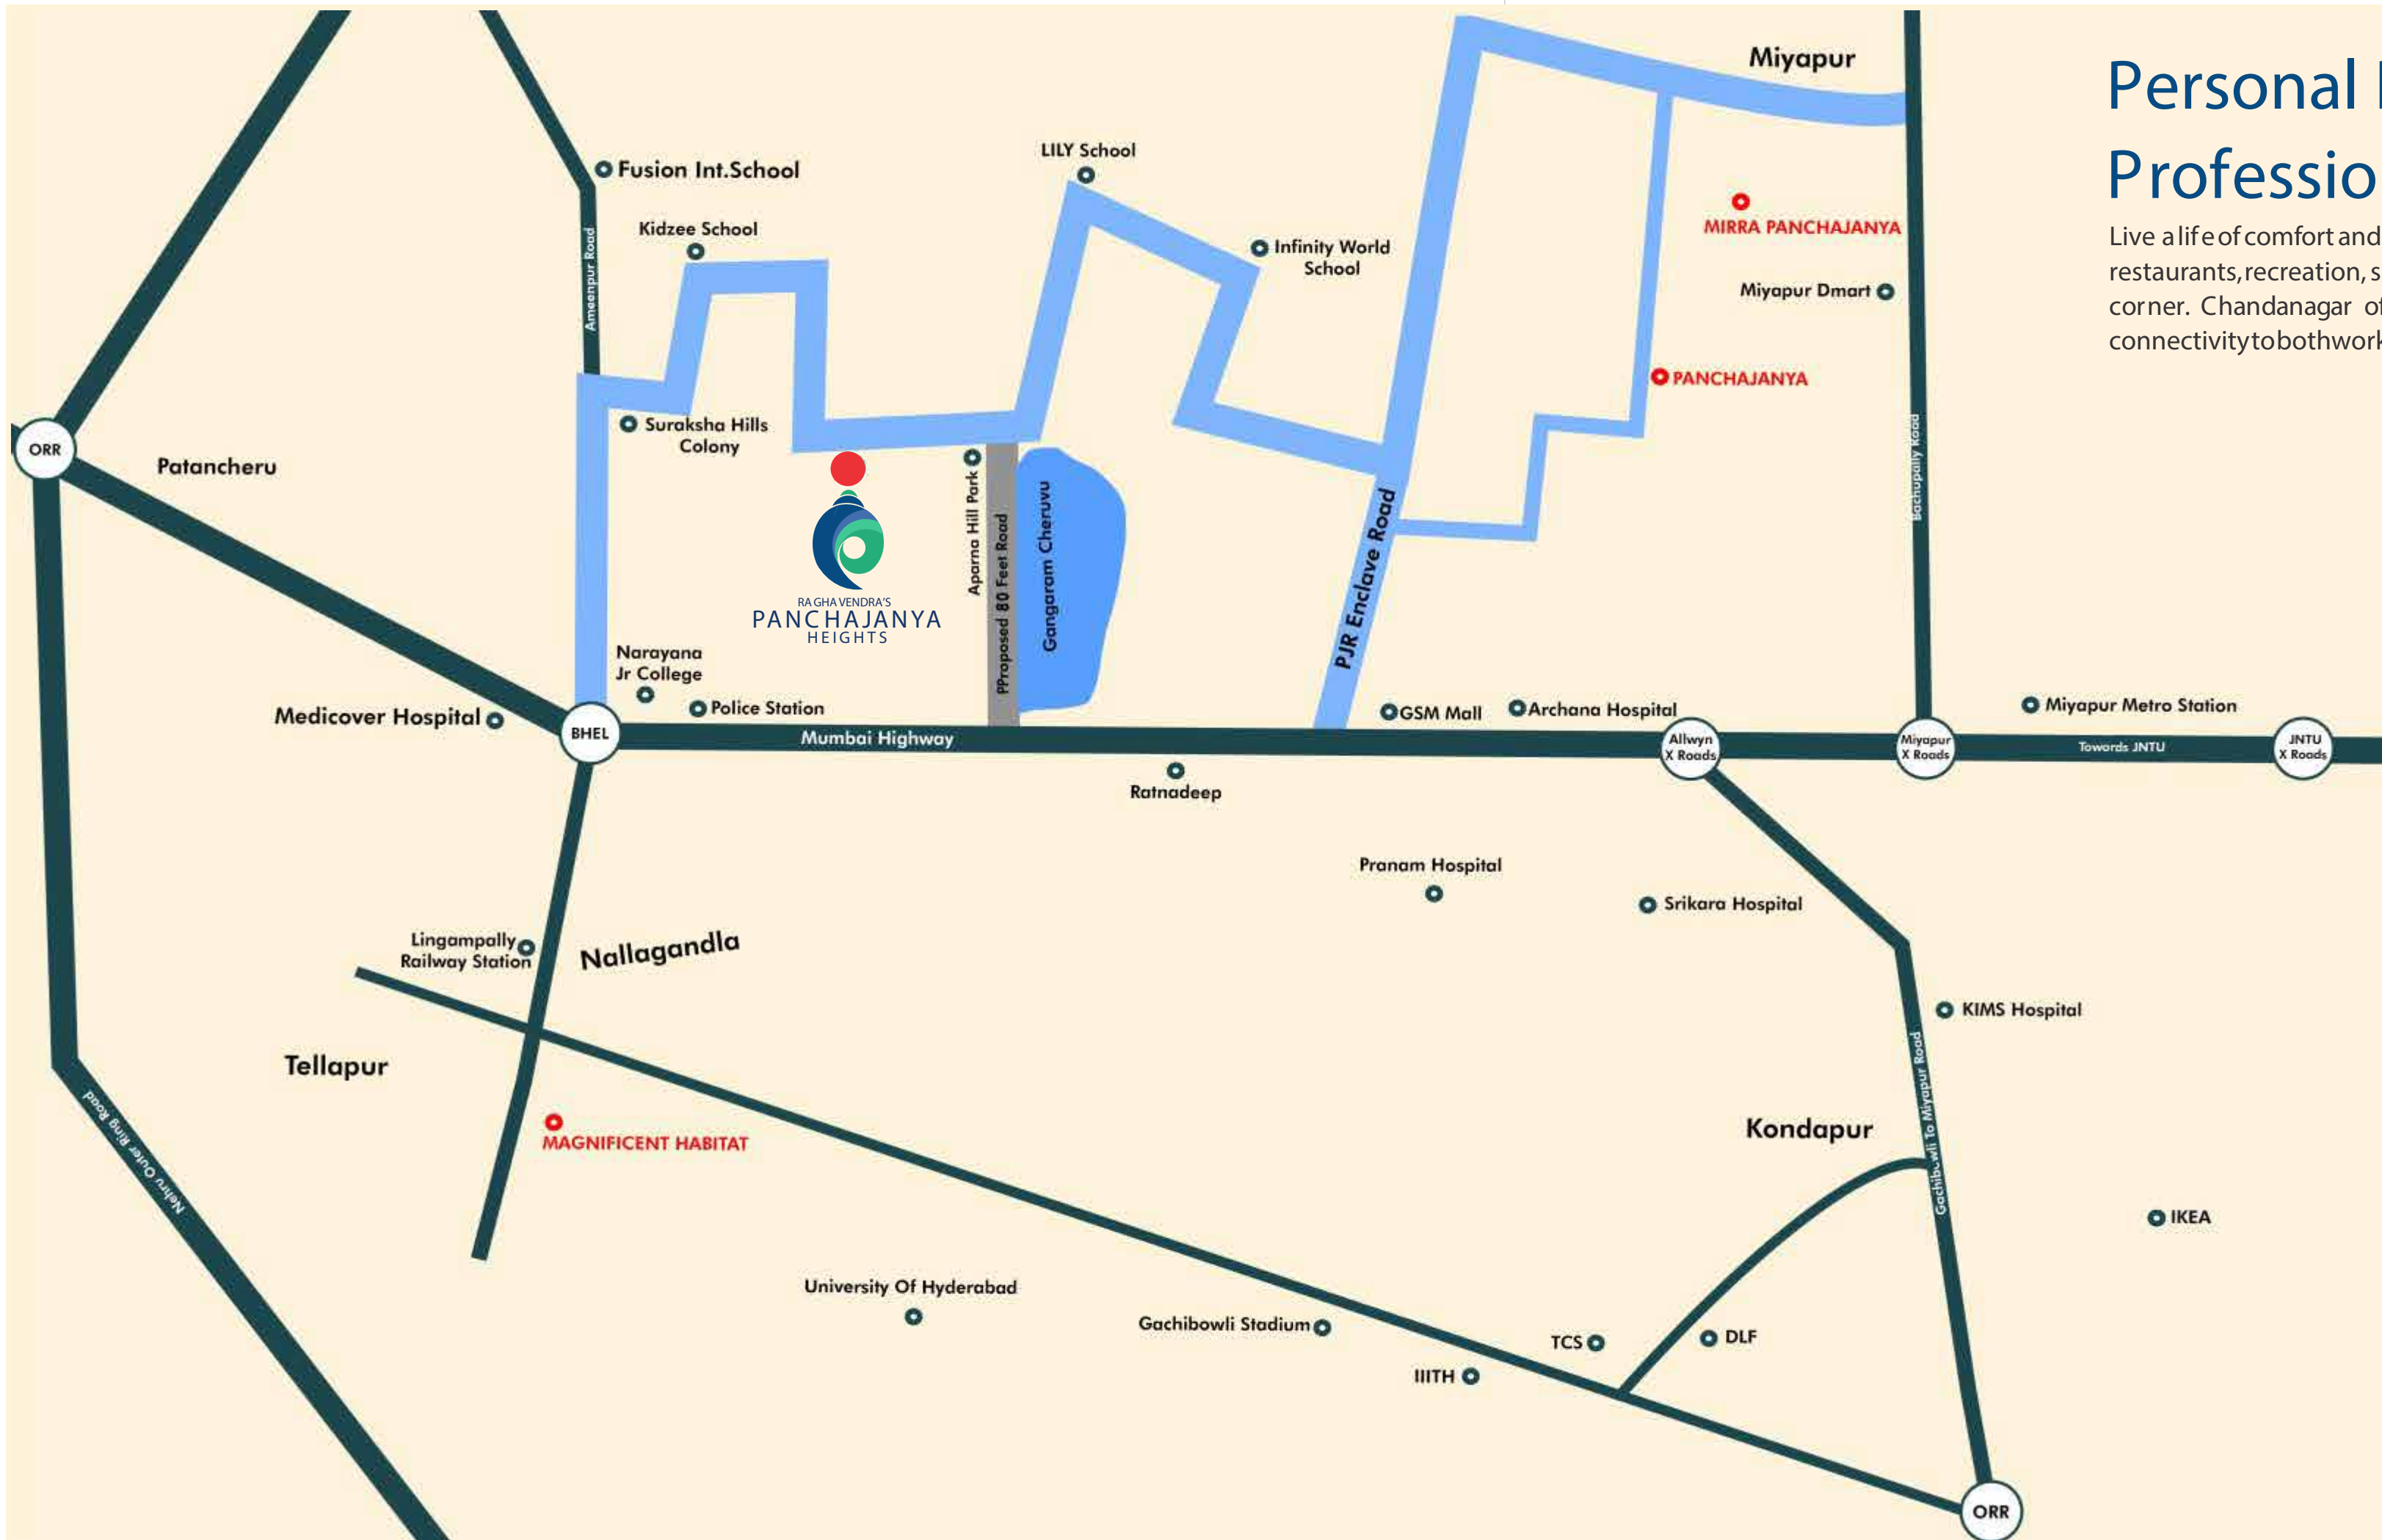 Miyapur
Personal
Professio
Live a life of comfort and
restaurants, recreation, s
corner. Chandanagar of
connectivity to both work
LILY School
Fusion Int.School
Kidzee School
Ameenpur Road
Infinity World
School
MIRRA PANCHAJANYA
Miyapur Dmart
PANCHAJANYA
Suraksha Hills
Colony
ORR
Patancheru
Aparna Hill Park
PProposed 80 Feet Road
Gangaram Cheruvu
PJR Enclave Road
Bachupally Road
RAGHAVENDRA'S
PANCHAJANYA
HEIGHTS
Narayana
Jr College
Police Station
Medicover Hospital
BHEL
Mumbai Highway
GSM Mall
Archana Hospital
Allwyn
X Roads
Miyapur
X Roads
Miyapur Metro Station
Towards JNTU
JNTU
X Roads
Ratnadeep
Pranam Hospital
Srikara Hospital
Lingampally
Railway Station
Nallagandla
KIMS Hospital
Tellapur
Nehru Outer Ring Road
MAGNIFICENT HABITAT
Kondapur
Gachibowli To Miyapur Road
IKEA
University Of Hyderabad
Gachibowli Stadium
TCS
DLF
IIITH
ORR